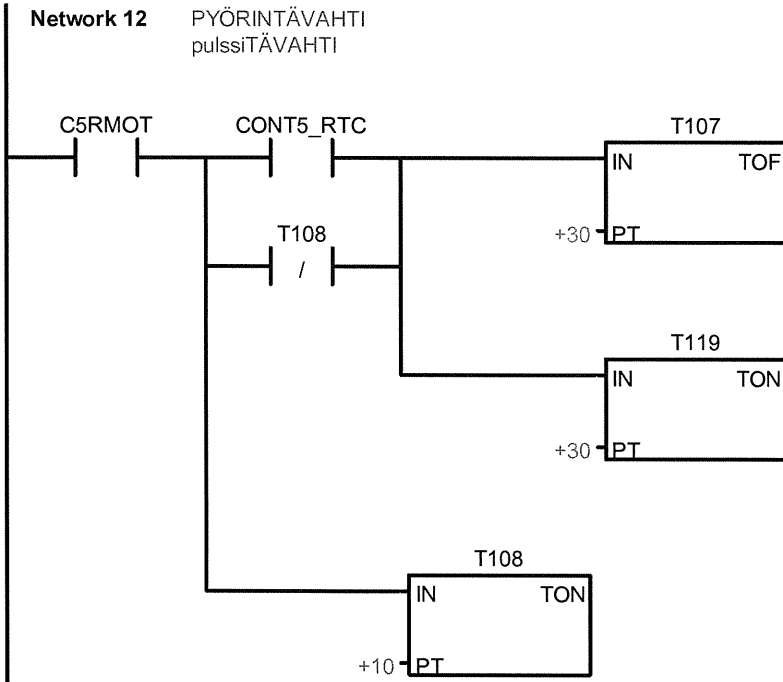 Network 12 PYÖRINTÄVAHTI
pulssiTÄVAHTI
C5RMOT CONT5_RTC T107
IN TOF
T108
+30 PT
/
T119
IN TON
+30 PT
T108
IN TON
+10 PT